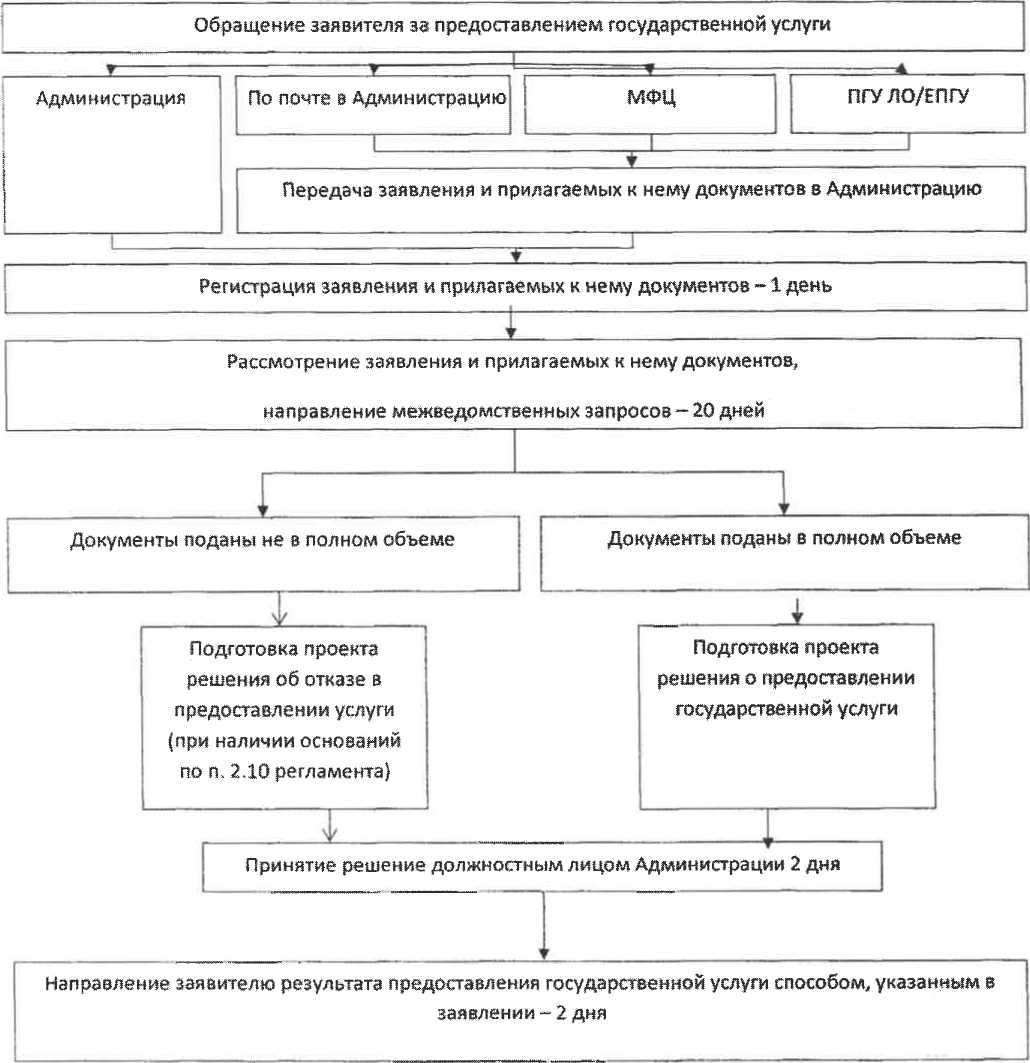 Обращение заявителя за предоставлением государственной услуги
Администрация
По почте в Администрацию
МФЦ
ПГУ ЛО/ЕПГУ
Передача заявления и прилагаемых к нему документов в Администрацию
Регистрация заявления и прилагаемых к нему документов – 1 день
Рассмотрение заявления и прилагаемых к нему документов,
направление межведомственных запросов – 20 дней
Документы поданы не в полном объеме
Документы поданы в полном объеме
Подготовка проекта
решения об отказе в
предоставлении услуги
(при наличии оснований
по п. 2.10 регламента)
Подготовка проекта
решения о предоставлении
государственной услуги
Принятие решение должностным лицом Администрации 2 дня
Направление заявителю результата предоставления государственной услуги способом, указанным в
заявлении – 2 дня